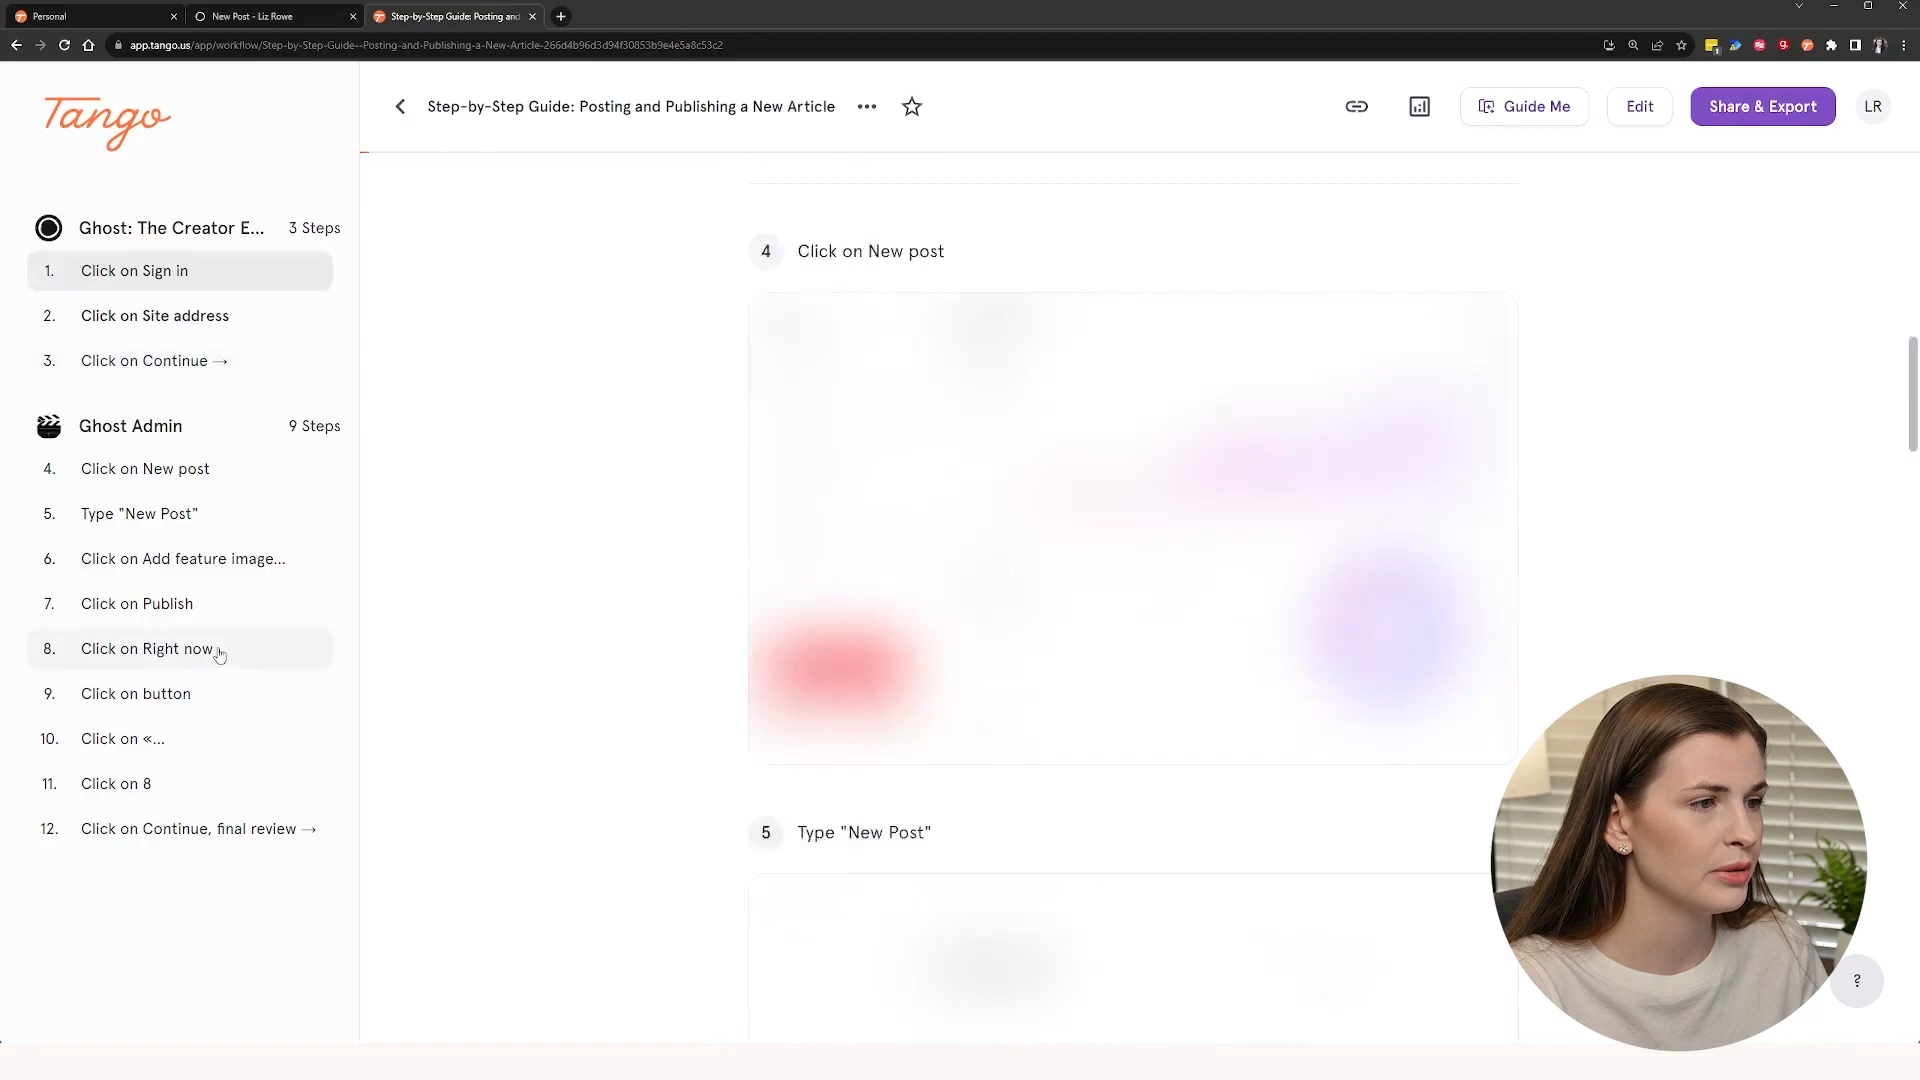 Personal
New Post - Liz Rowe
Step-by-Step Guide: Posting and
app.tango.us/app/workflow/Step-by-Step-Guide--Posting-and-Publishing-a-New-Article-266d4b96d3d94f30853b9e4e5a8c53c2
Tango
Step-by-Step Guide: Posting and Publishing a New Article
Guide Me
Edit
Share & Export
LR
Ghost: The Creator E... 3 Steps
1. Click on Sign in
2. Click on Site address
3. Click on Continue →
Ghost Admin 9 Steps
4. Click on New post
5. Type "New Post"
6. Click on Add feature image...
7. Click on Publish
8. Click on Right now
9. Click on button
10. Click on «...
11. Click on 8
12. Click on Continue, final review →
4 Click on New post
5 Type "New Post"
?